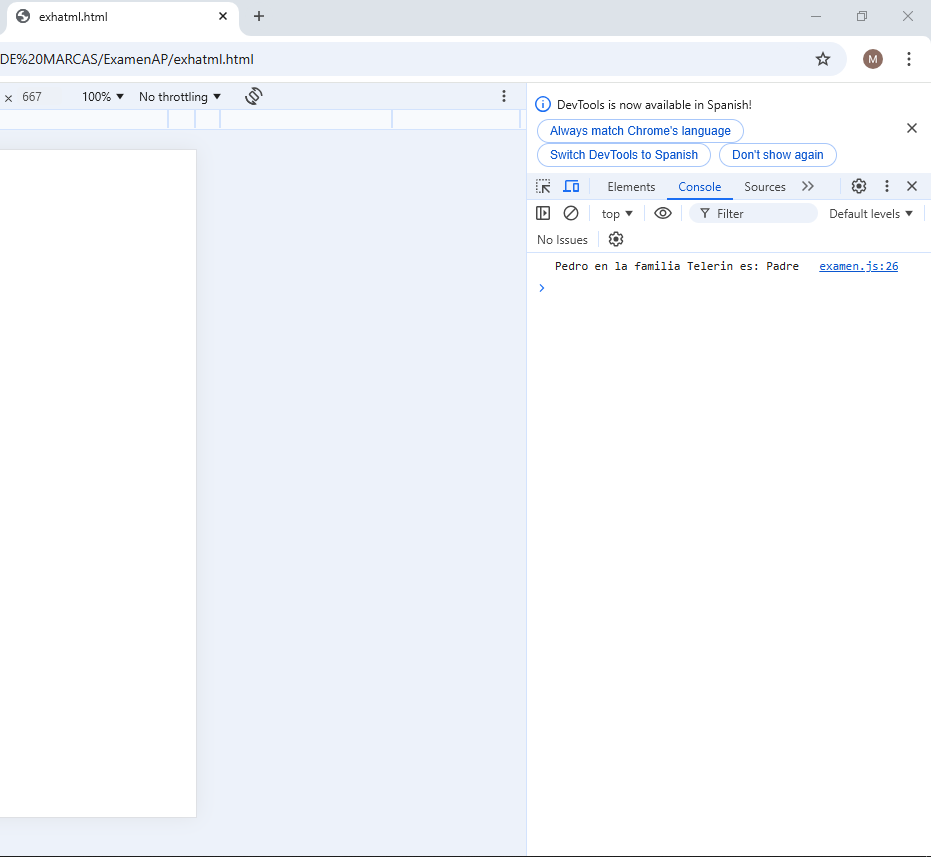 exhatml.html
DE%20MARCAS/ExamenAP/exhatml.html
M
× 667 100% No throttling
DevTools is now available in Spanish!
Always match Chrome's language
Switch DevTools to Spanish Don't show again
Elements Console Sources
top Filter Default levels
No Issues
Pedro en la familia Telerin es: Padre examen.js:26